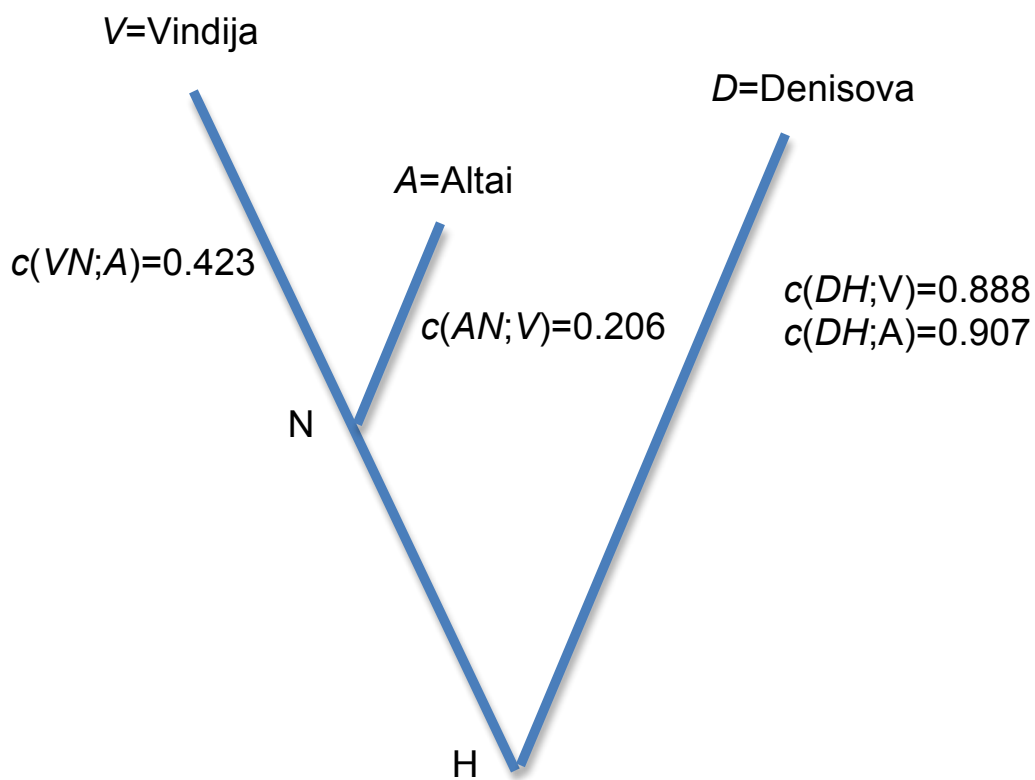 V=Vindija
D=Denisova
A=Altai
c(VN;A)=0.423
c(DH;V)=0.888
c(AN;V)=0.206
c(DH;A)=0.907
N
H